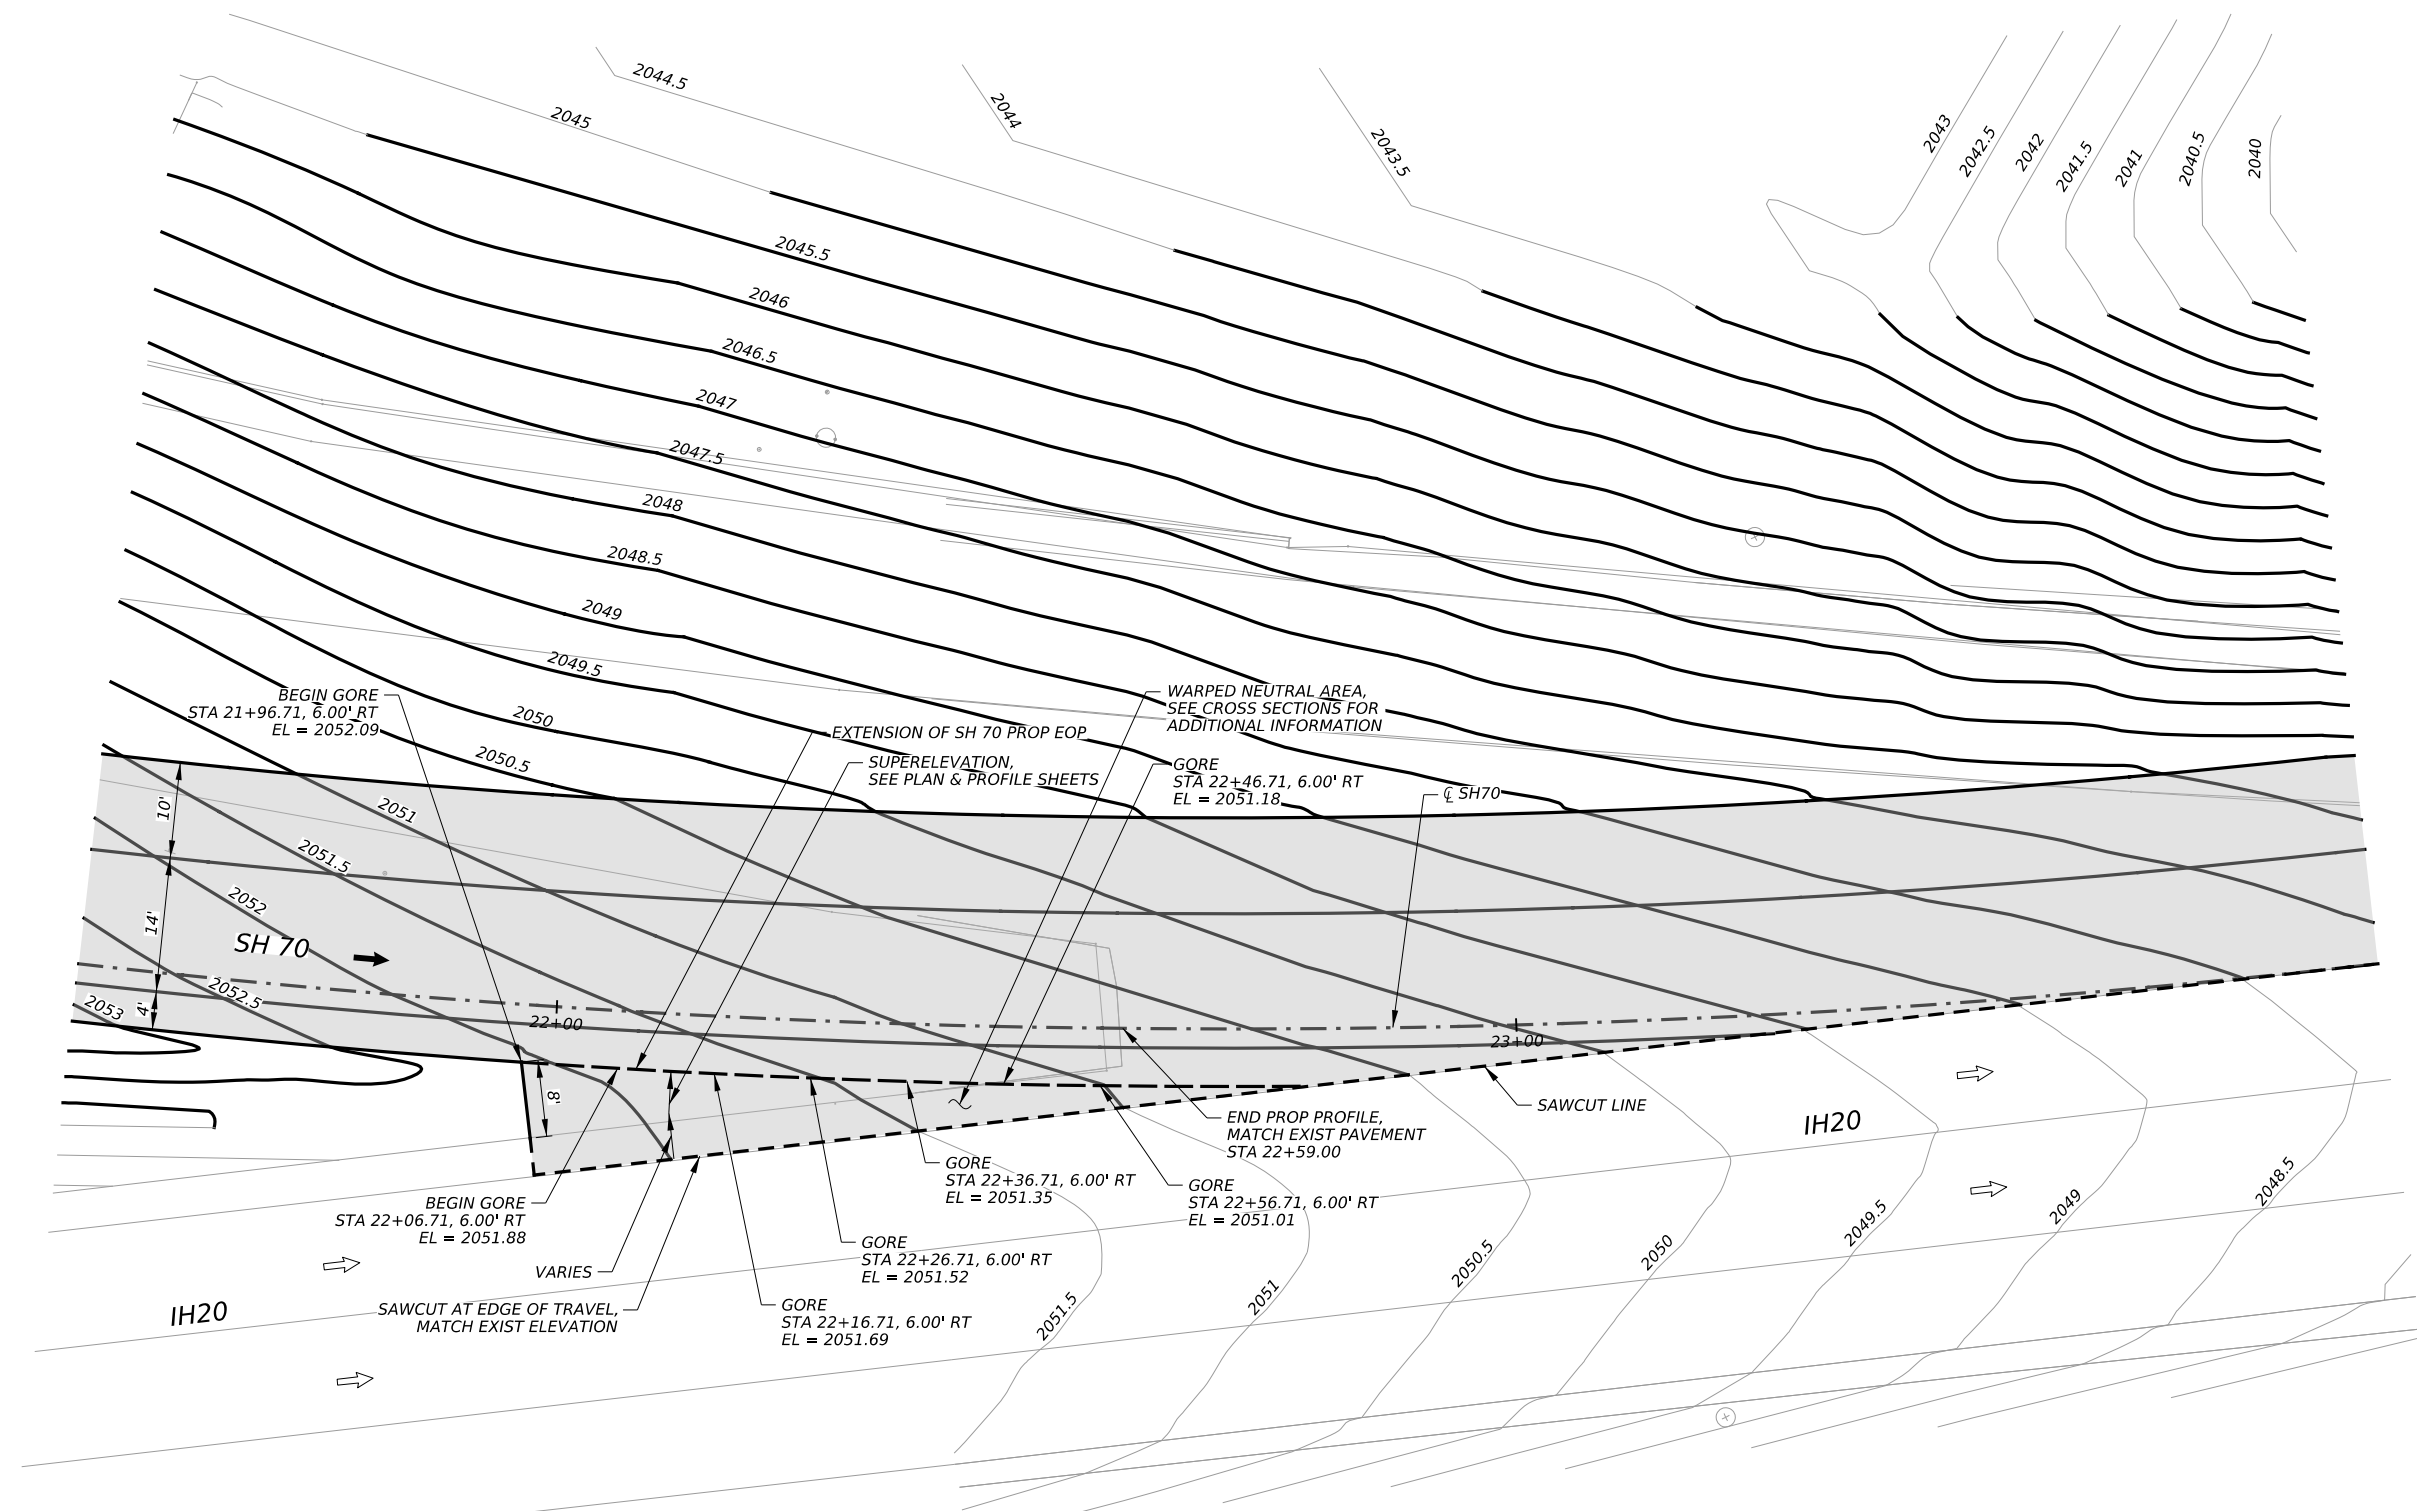 2044.5
2045
2044
2043.5
2043
2042.5
2042
2041.5
2041
2040.5
2040
2045.5
2046
2046.5
2047
2047.5
2048
2048.5
2049
2049.5
2050
2050.5
BEGIN GORE
STA 21+96.71, 6.00' RT
EL = 2052.09
EXTENSION OF SH 70 PROP EOP
SUPERELEVATION,
SEE PLAN & PROFILE SHEETS
WARPED NEUTRAL AREA,
SEE CROSS SECTIONS FOR
ADDITIONAL INFORMATION
GORE
STA 22+46.71, 6.00' RT
EL = 2051.18
℄ SH70
10'
2051
2051.5
2052
14'
SH 70
2052.5
2053
4'
22+00
23+00
8'
SAWCUT LINE
END PROP PROFILE,
MATCH EXIST PAVEMENT
STA 22+59.00
IH20
GORE
STA 22+36.71, 6.00' RT
EL = 2051.35
GORE
STA 22+56.71, 6.00' RT
EL = 2051.01
BEGIN GORE
STA 22+06.71, 6.00' RT
EL = 2051.88
GORE
STA 22+26.71, 6.00' RT
EL = 2051.52
VARIES
SAWCUT AT EDGE OF TRAVEL,
MATCH EXIST ELEVATION
GORE
STA 22+16.71, 6.00' RT
EL = 2051.69
IH20
2051.5
2051
2050.5
2050
2049.5
2049
2048.5